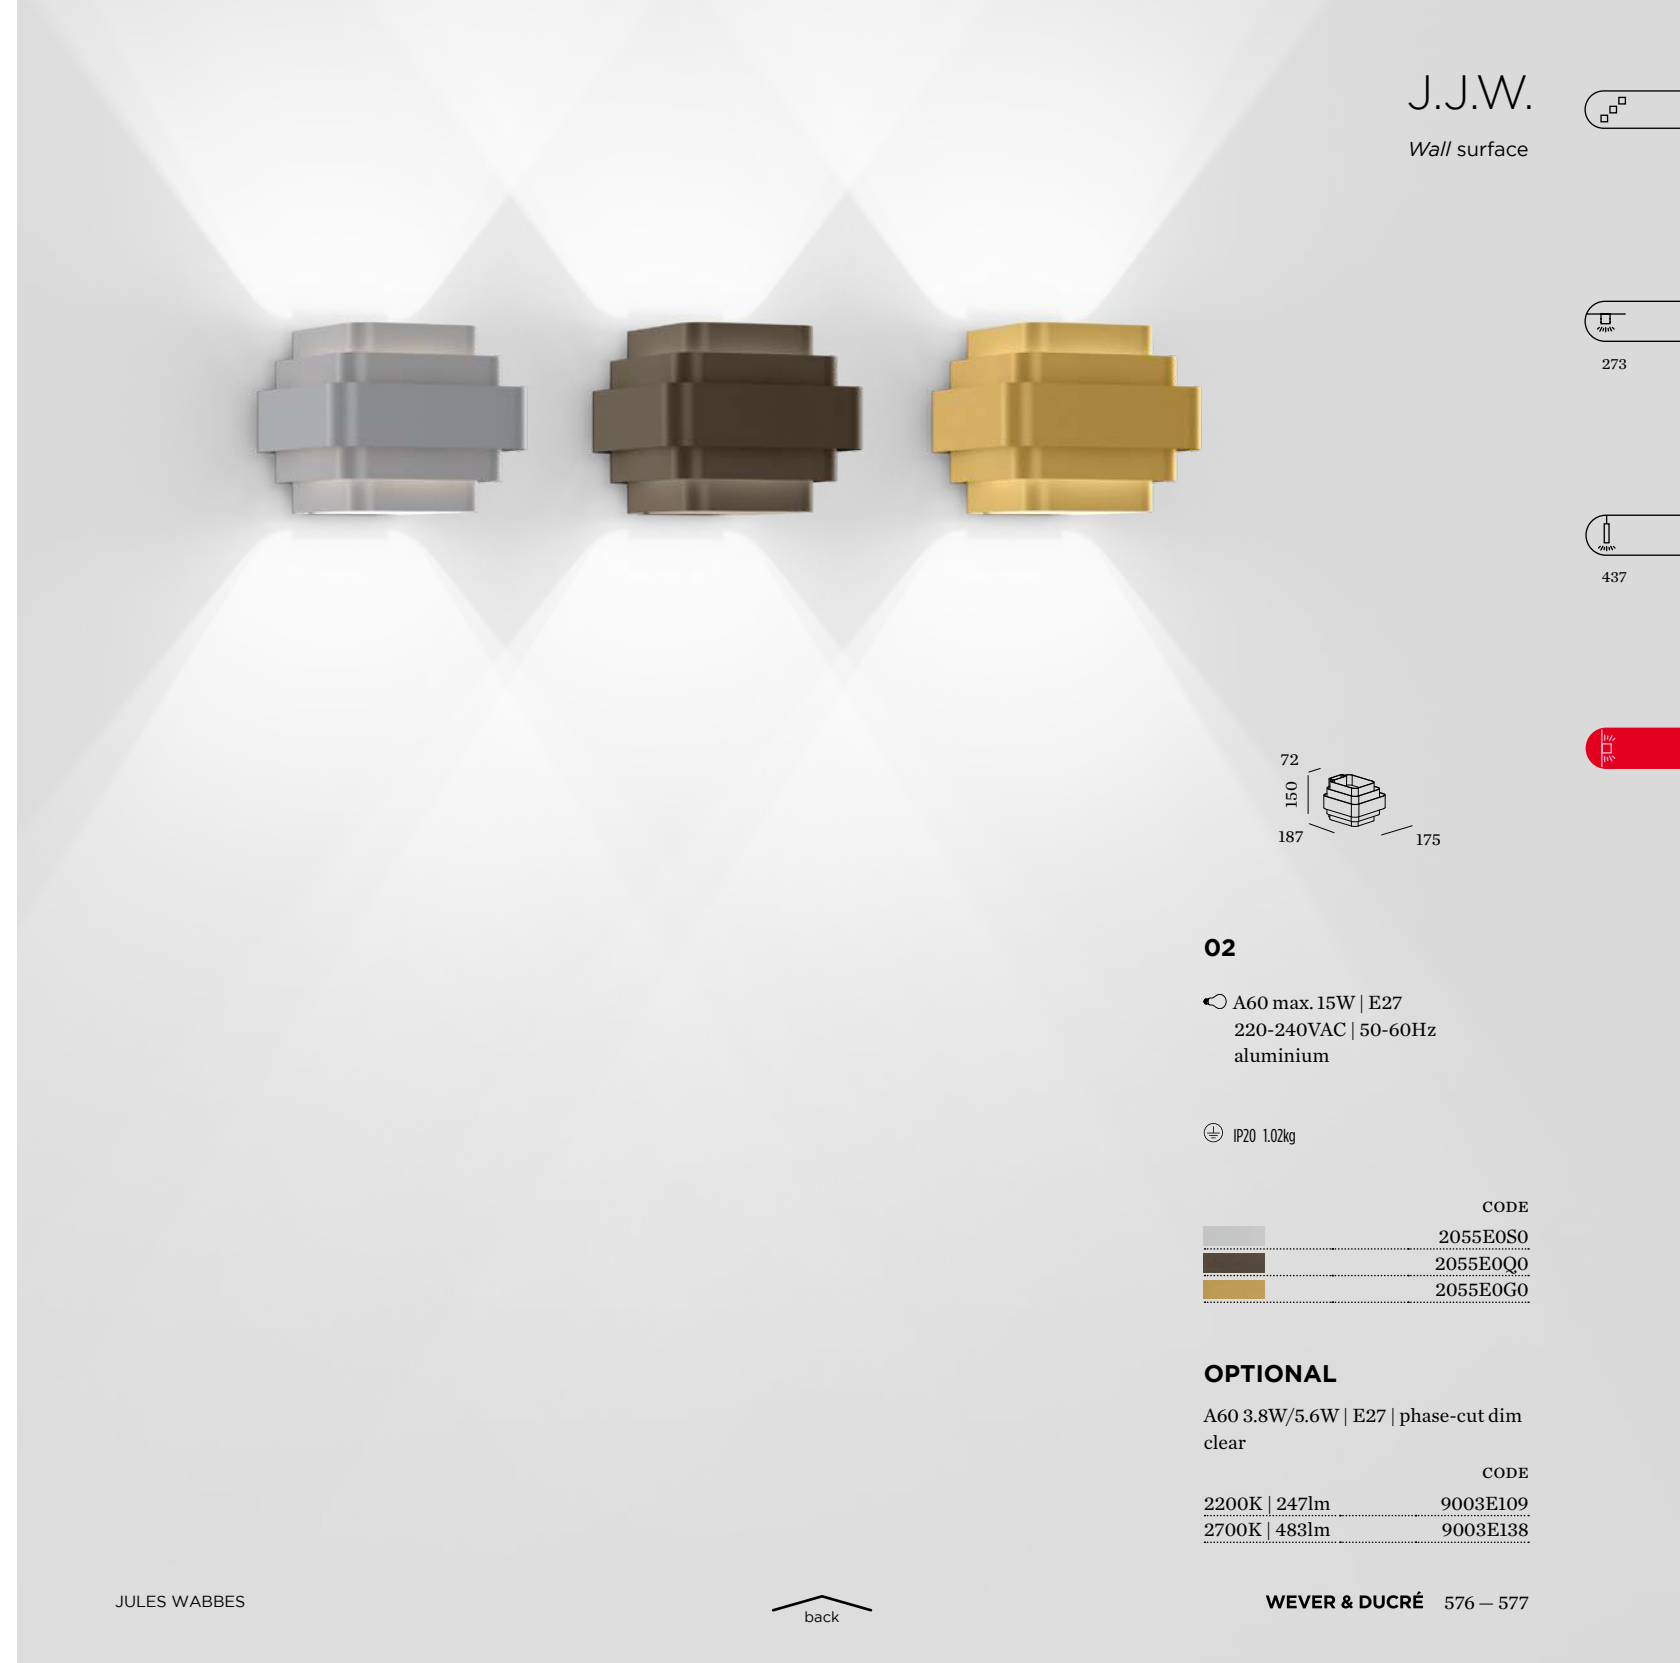 J.J.W.
Wall surface
273
437
72
150
187
175
02
A60 max. 15W | E27
220-240VAC | 50-60Hz
aluminium
IP20 1.02kg
CODE
2055E0S0
2055E0Q0
2055E0G0
OPTIONAL
A60 3.8W/5.6W | E27 | phase-cut dim
clear
CODE
2200K | 247lm 9003E109
2700K | 483lm 9003E138
JULES WABBES
back
WEVER & DUCRÉ 576 — 577